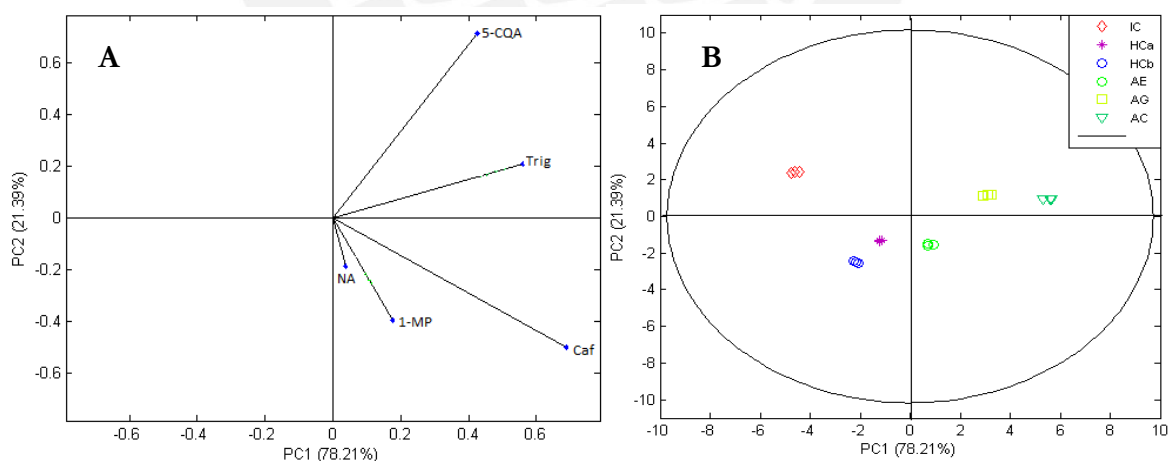 A
5-CQA
Trig
NA
1-MP
Caf
PC2 (21.39%)
0.6
0.4
0.2
0
-0.2
-0.4
-0.6
-0.6 -0.4 -0.2 0 0.2 0.4 0.6
PC1 (78.21%)
B
IC
HCa
HCb
AE
AG
AC
PC2 (21.39%)
10
8
6
4
2
0
-2
-4
-6
-8
-10
-10 -8 -6 -4 -2 0 2 4 6 8 10
PC1 (78.21%)